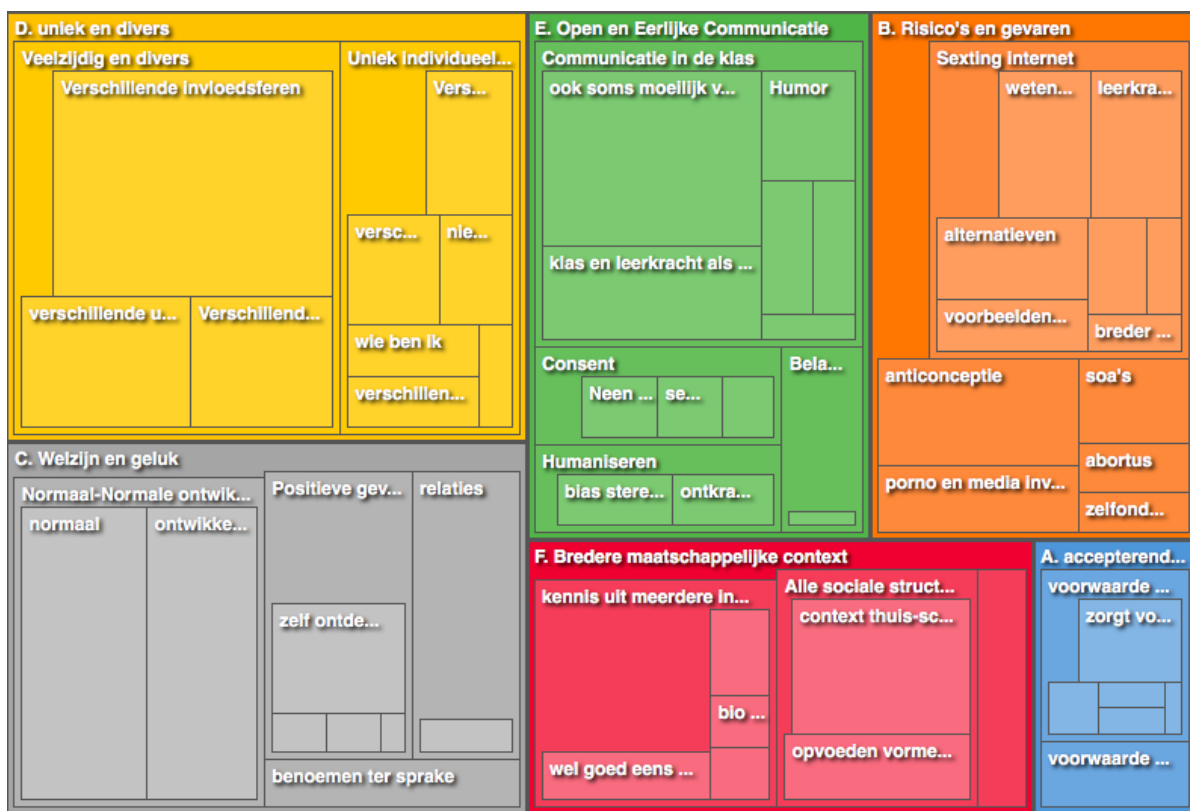 D. uniek en divers
Veelzijdig en divers
Verschillende invloedsferen
verschillende u...
Verschillend...
Uniek individueel...
Vers...
versc...
nie...
wie ben ik
verschillen...
E. Open en Eerlijke Communicatie
Communicatie in de klas
ook soms moeilijk v...
Humor
klas en leerkracht als ...
Consent
Neen ...
se...
Bela...
Humaniseren
bias stere...
ontkra...
B. Risico's en gevaren
Sexting internet
weten...
leerkra...
alternatieven
voorbeelden...
breder ...
anticonceptie
soa's
abortus
porno en media inv...
zelfond...
C. Welzijn en geluk
Normaal-Normale ontwik...
normaal
ontwikke...
Positieve gev...
relaties
zelf ontde...
benoemen ter sprake
F. Bredere maatschappelijke context
kennis uit meerdere in...
bio ...
wel goed eens ...
Alle sociale struct...
context thuis-sc...
opvoeden vorme...
A. accepterend...
voorwaarde ...
zorgt vo...
voorwaarde ...